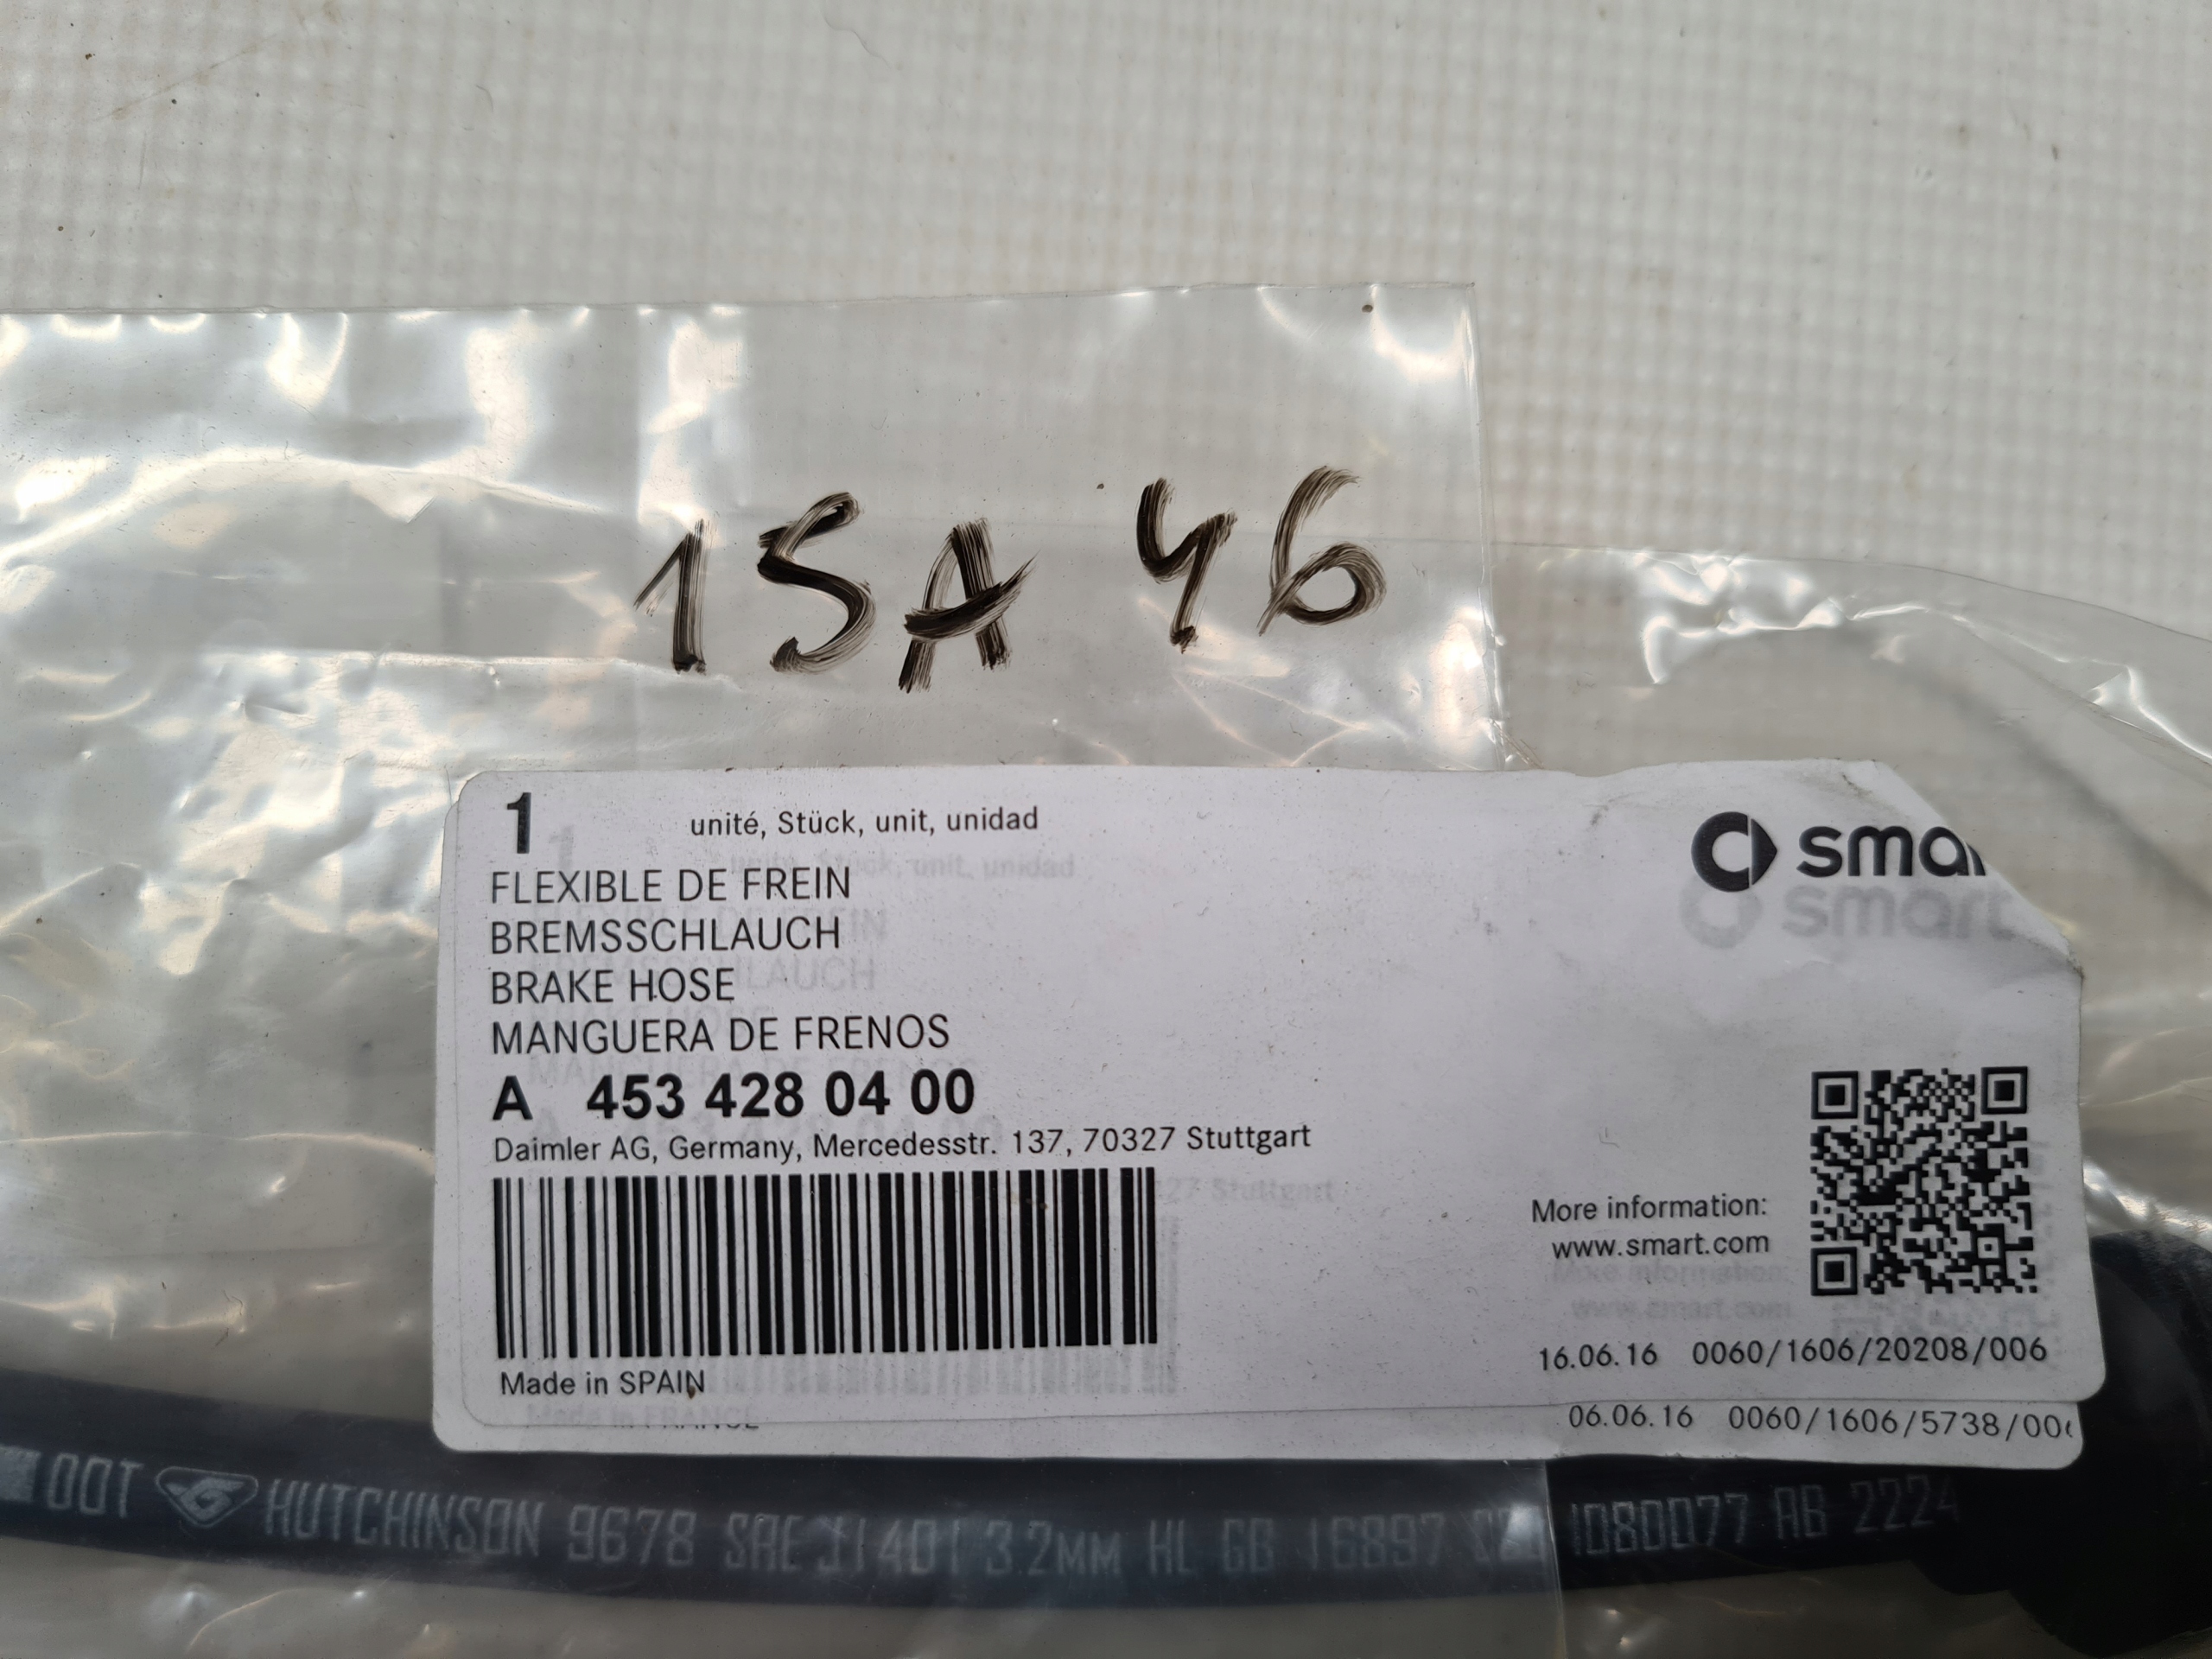 1SA 46
1 unité, Stück, unit, unidad
smar
FLEXIBLE DE FREIN
BREMSSCHLAUCH
BRAKE HOSE
MANGUERA DE FRENOS
A 453 428 04 00
Daimler AG, Germany, Mercedesstr. 137, 70327 Stuttgart
More information:
www.smart.com
16.06.16 0060/1606/20208/006
Made in SPAIN
06.06.16 0060/1606/5738/00
DOT HUTCHINSON 9678 SAE J1401 3.2MM HL GB 16897 1080077 AB 2224